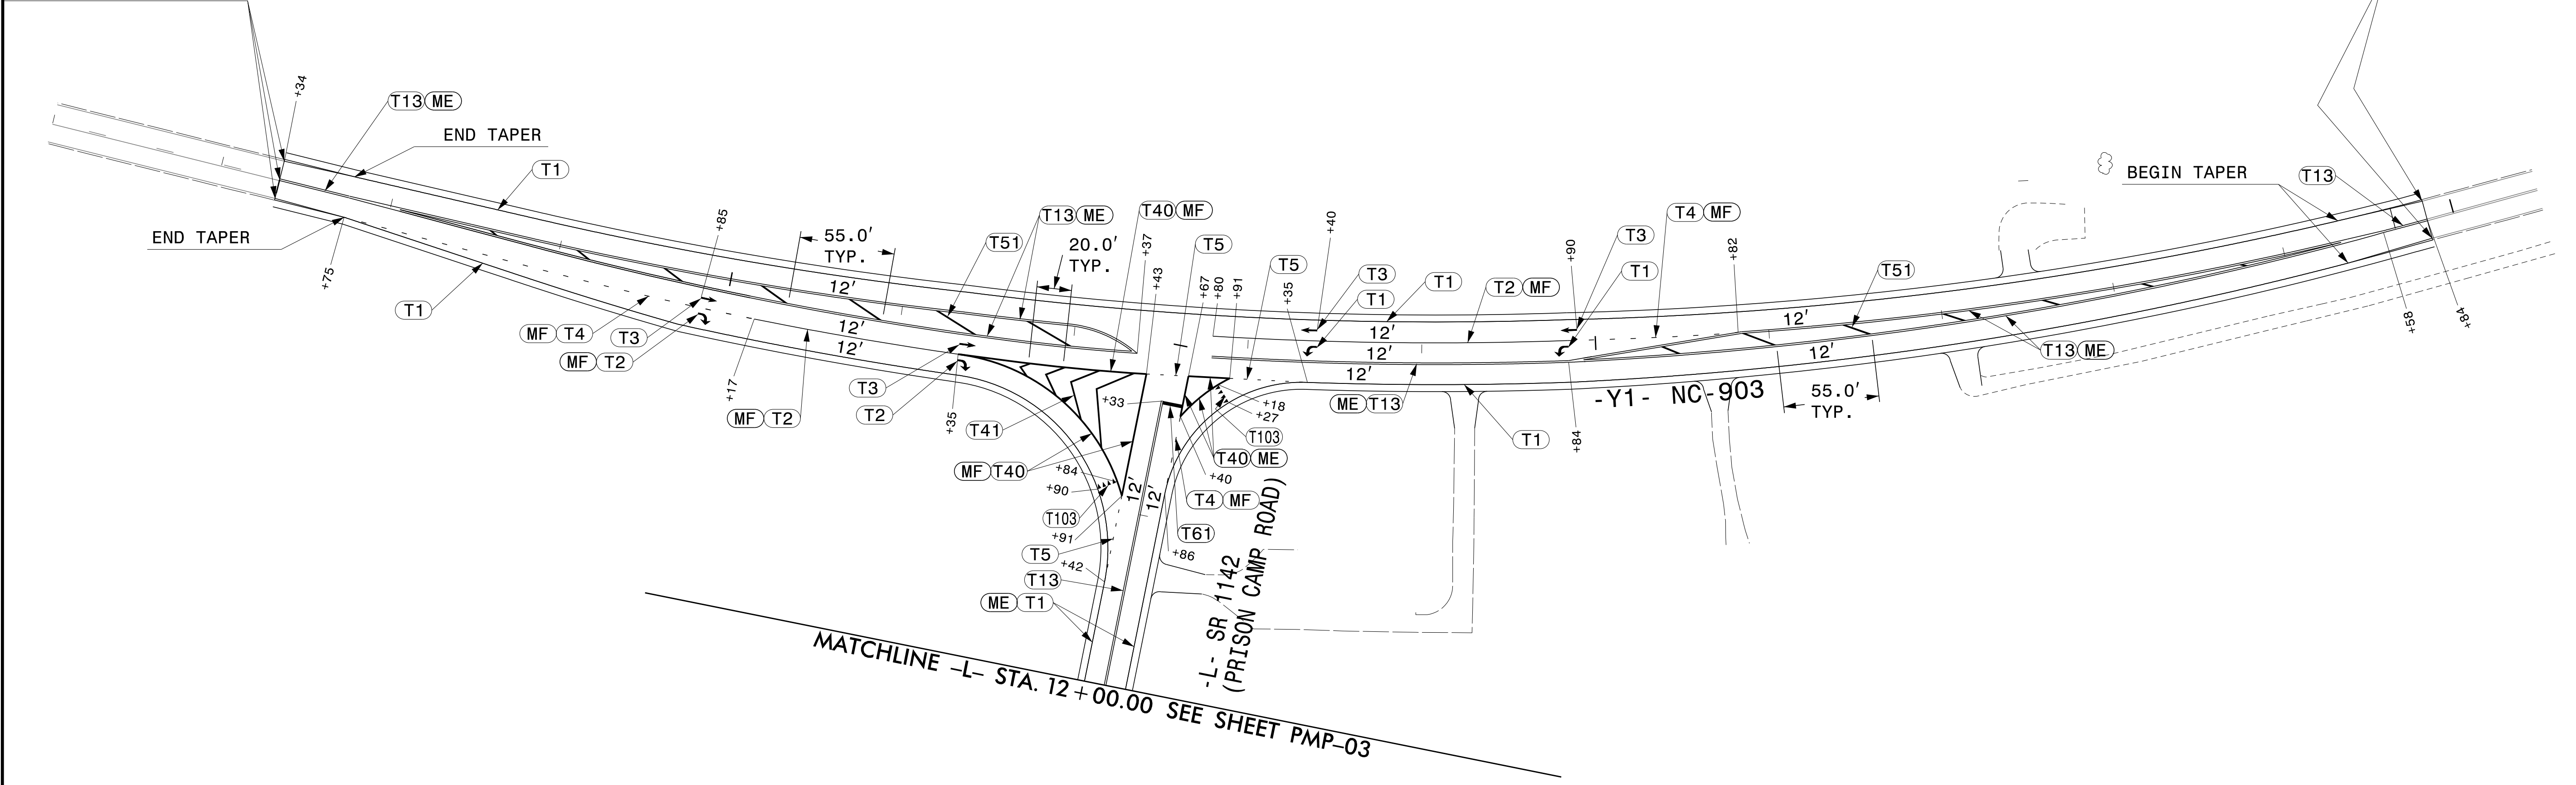 +34
T13 ME
END TAPER
T1
END TAPER
+75
T1
+85
55.0'
TYP.
12'
T51
T13 ME
20.0'
TYP.
T40 MF
+37
+43
T5
+67
+80
+91
T5
+35
+40
T3
T1
T1
T2 MF
+90
T3
T1
T4 MF
+82
T51
BEGIN TAPER
T13
+58
+84
MF T4
T3
MF T2
12'
12'
+17
MF T2
T3
T2
+35
T41
MF T40
+84
+90
T103
+91
T5
+42
T13
ME T1
12'
12'
+33
+18
+27
T103
T40 ME
+40
T4 MF
T61
+86
12'
12'
12'
ME T13
T1
+84
12'
12'
-Y1- NC-903
55.0'
TYP.
T13 ME
-L- SR 1142
(PRISON CAMP ROAD)
MATCHLINE -L- STA. 12+00.00 SEE SHEET PMP-03